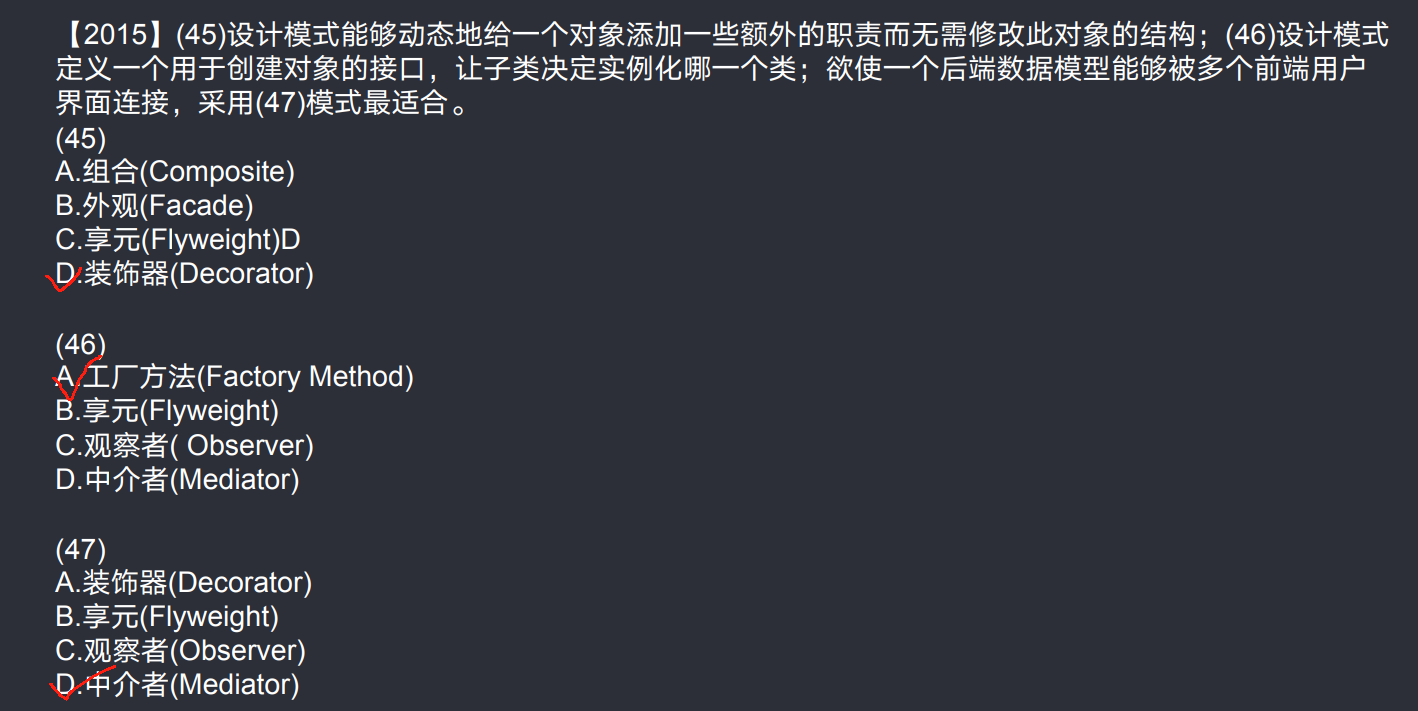 【2015】(45)设计模式能够动态地给一个对象添加一些额外的职责而无需修改此对象的结构；(46)设计模式
定义一个用于创建对象的接口，让子类决定实例化哪一个类；欲使一个后端数据模型能够被多个前端用户
界面连接，采用(47)模式最适合。
(45)
A.组合(Composite)
B.外观(Facade)
C.享元(Flyweight)D
D.装饰器(Decorator)
(46)
A.工厂方法(Factory Method)
B.享元(Flyweight)
C.观察者( Observer)
D.中介者(Mediator)
(47)
A.装饰器(Decorator)
B.享元(Flyweight)
C.观察者(Observer)
D.中介者(Mediator)